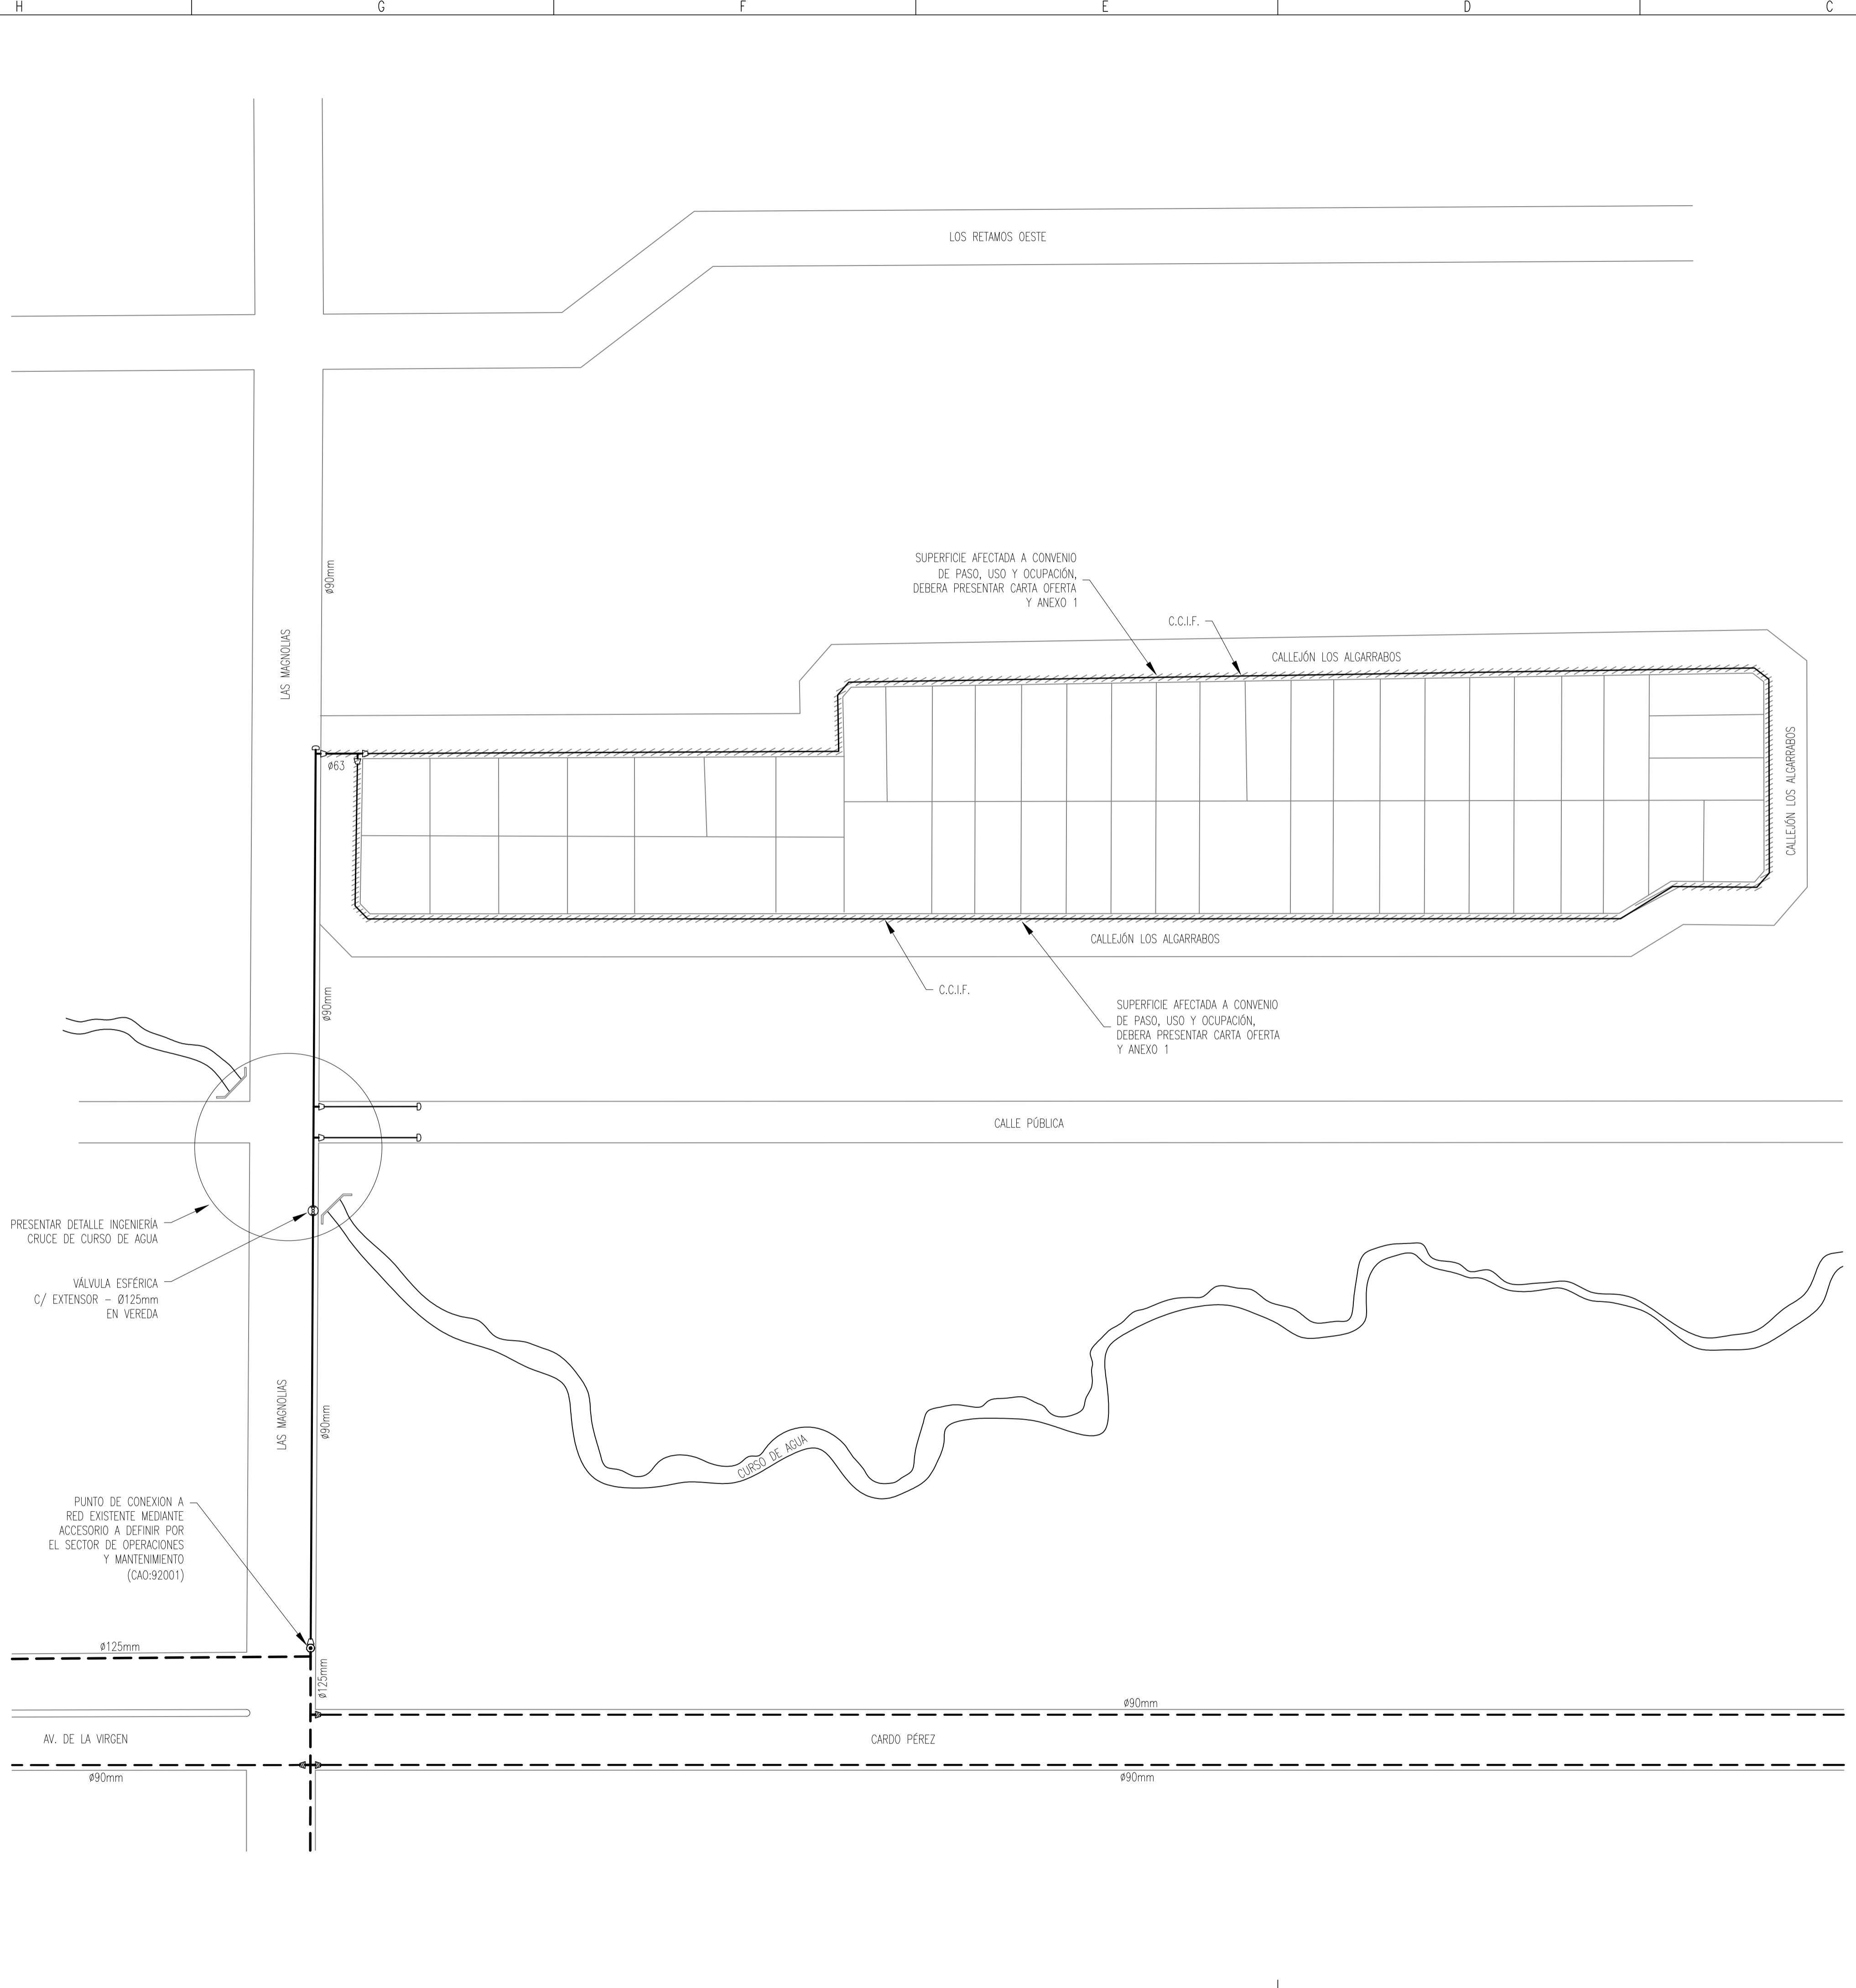 H
G
F
E
D
C
LOS RETAMOS OESTE
ø90mm
LAS MAGNOLIAS
SUPERFICIE AFECTADA A CONVENIO
DE PASO, USO Y OCUPACIÓN,
DEBERA PRESENTAR CARTA OFERTA
Y ANEXO 1
C.C.I.F.
CALLEJÓN LOS ALGARRABOS
CALLEJÓN LOS ALGARRABOS
ø63
CALLEJÓN LOS ALGARRABOS
C.C.I.F.
SUPERFICIE AFECTADA A CONVENIO
DE PASO, USO Y OCUPACIÓN,
DEBERA PRESENTAR CARTA OFERTA
Y ANEXO 1
ø90mm
CALLE PÚBLICA
PRESENTAR DETALLE INGENIERÍA
CRUCE DE CURSO DE AGUA
VÁLVULA ESFÉRICA
C/ EXTENSOR - Ø125mm
EN VEREDA
LAS MAGNOLIAS
ø90mm
CURSO DE AGUA
PUNTO DE CONEXION A
RED EXISTENTE MEDIANTE
ACCESORIO A DEFINIR POR
EL SECTOR DE OPERACIONES
Y MANTENIMIENTO
(CAO:92001)
ø125mm
ø125mm
ø90mm
AV. DE LA VIRGEN
CARDO PÉREZ
ø90mm
ø90mm